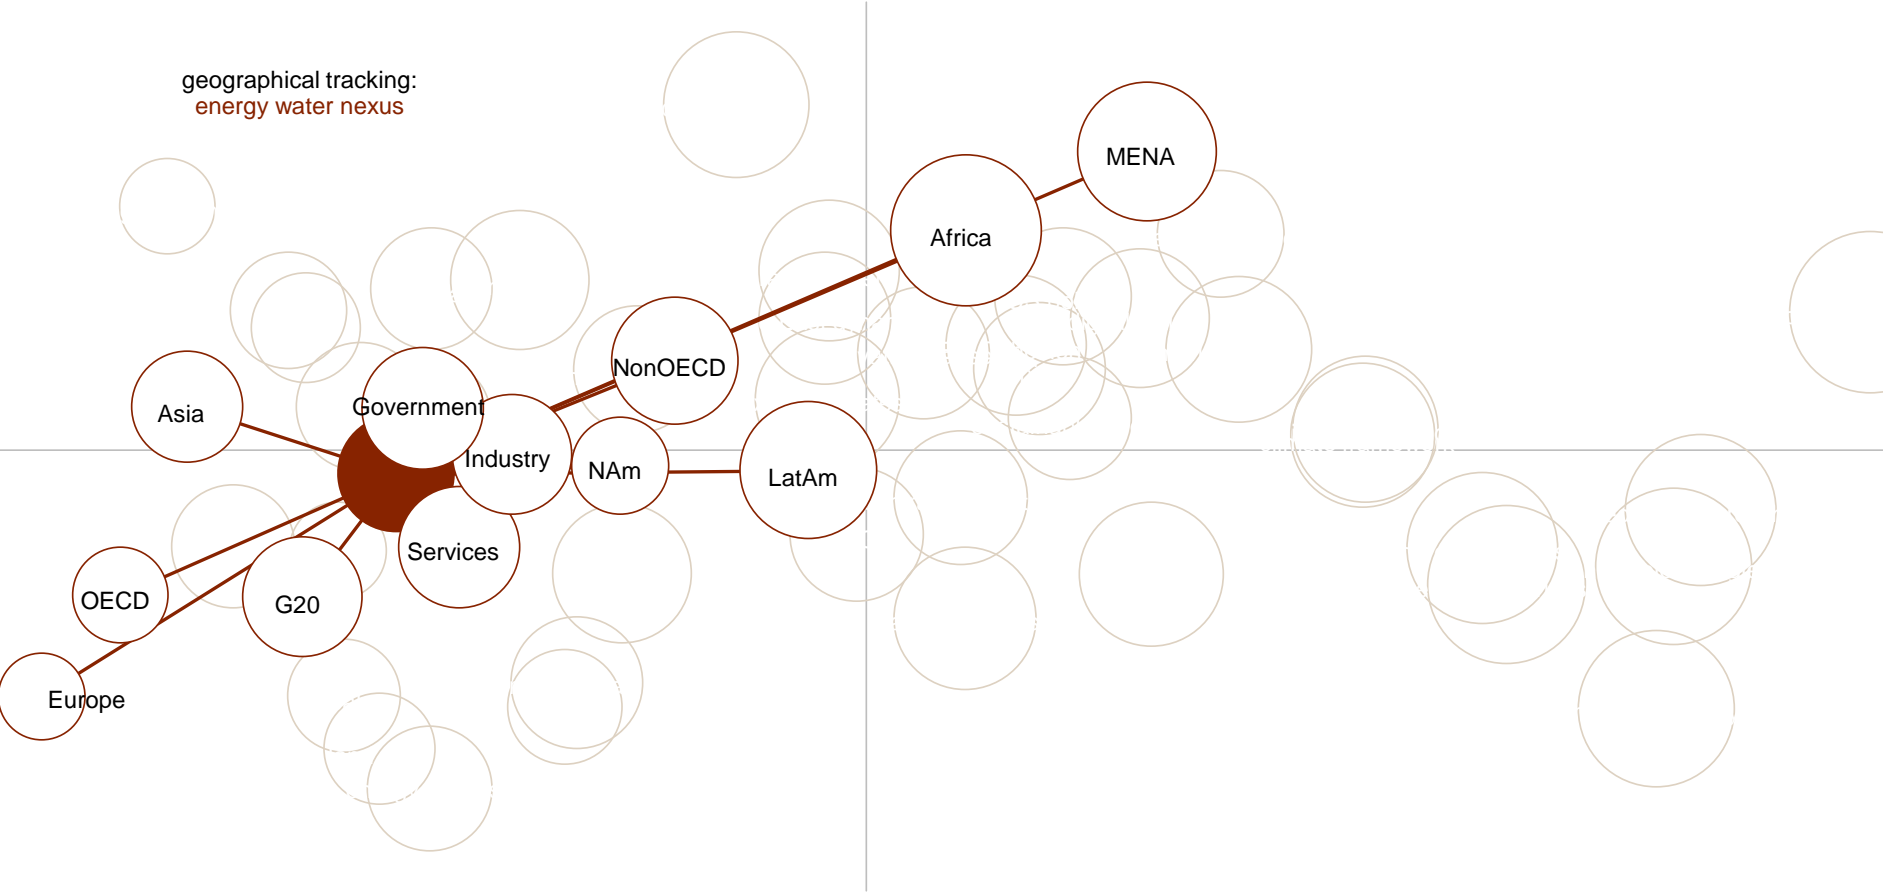 geographical tracking:
energy water nexus
MENA
Africa
NonOECD
Government
Asia
Industry
NAm
LatAm
Services
OECD
G20
Europe